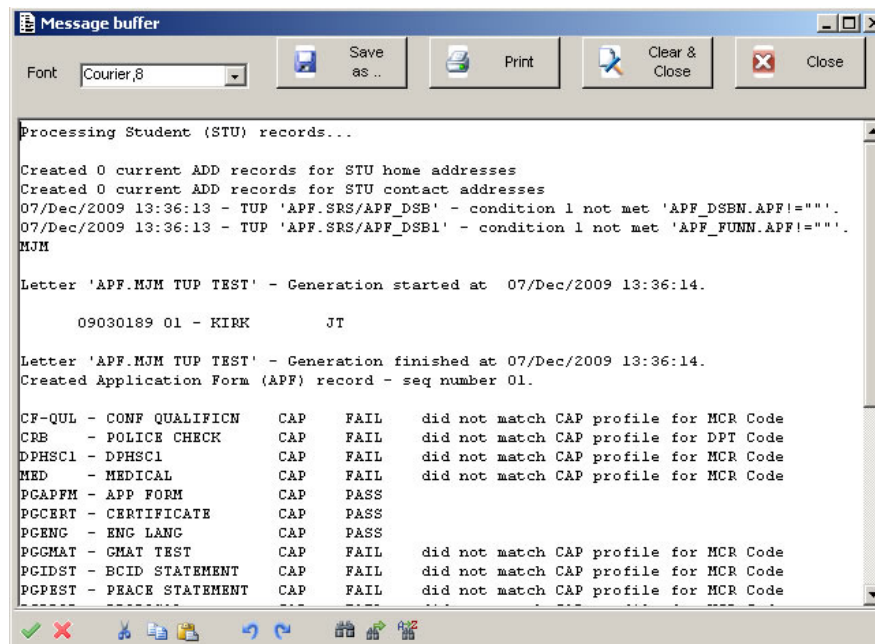 Message buffer
Font Courier,8 Save as .. Print Clear & Close Close
Processing Student (STU) records...
Created 0 current ADD records for STU home addresses
Created 0 current ADD records for STU contact addresses
07/Dec/2009 13:36:13 - TUP 'APF.SRS/APF_DSB' - condition 1 not met 'APF_DSBN.APF!=""'.
07/Dec/2009 13:36:13 - TUP 'APF.SRS/APF_DSB1' - condition 1 not met 'APF_FUNN.APF!=""'.
MJM
Letter 'APF.MJM TUP TEST' - Generation started at 07/Dec/2009 13:36:14.
09030189 01 - KIRK JT
Letter 'APF.MJM TUP TEST' - Generation finished at 07/Dec/2009 13:36:14.
Created Application Form (APF) record - seq number 01.
CF-QUL - CONF QUALIFICN CAP FAIL did not match CAP profile for MCR Code
CRB - POLICE CHECK CAP FAIL did not match CAP profile for DPT Code
DPHSC1 - DPHSC1 CAP FAIL did not match CAP profile for MCR Code
MED - MEDICAL CAP FAIL did not match CAP profile for MCR Code
PGAPFM - APP FORM CAP PASS
PGCERT - CERTIFICATE CAP PASS
PGENG - ENG LANG CAP PASS
PGGMAT - GMAT TEST CAP FAIL did not match CAP profile for MCR Code
PGIDST - BCID STATEMENT CAP FAIL did not match CAP profile for MCR Code
PGPEST - PEACE STATEMENT CAP FAIL did not match CAP profile for MCR Code